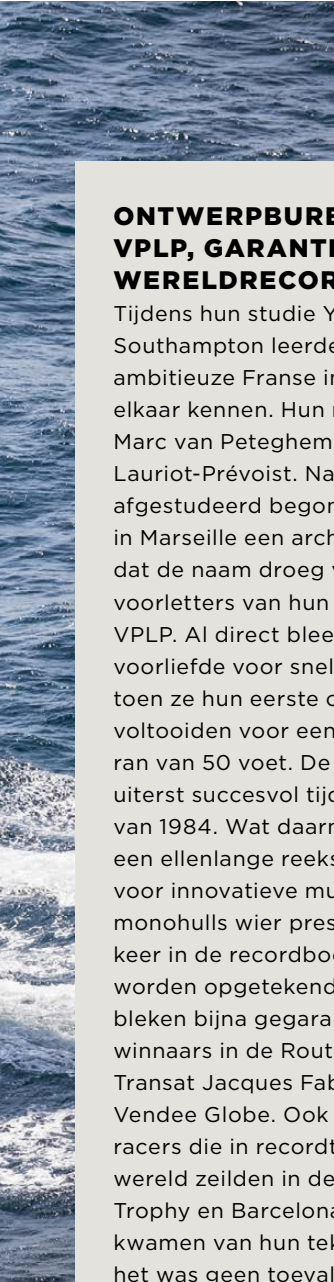 ONTWERPBURE
VPLP, GARANT
WERELDRECOR
Tijdens hun studie Y
Southampton leerde
ambitieuze Franse i
elkaar kennen. Hun
Marc van Peteghem
Lauriot-Prévoist. Na
afgestudeerd begon
in Marseille een arch
dat de naam droeg v
voorletters van hun
VPLP. Al direct blee
voorliefde voor snel
toen ze hun eerste o
voltooiden voor een
ran van 50 voet. De
uiterst succesvol tijd
van 1984. Wat daarn
een ellenlange reeks
voor innovatieve mu
monohulls wier pres
keer in de recordboe
worden opgetekend
bleken bijna gegara
winnaars in de Rout
Transat Jacques Fab
Vendee Globe. Ook
racers die in recordt
wereld zeilden in de
Trophy en Barcelona
kwamen van hun tek
het was geen toeval